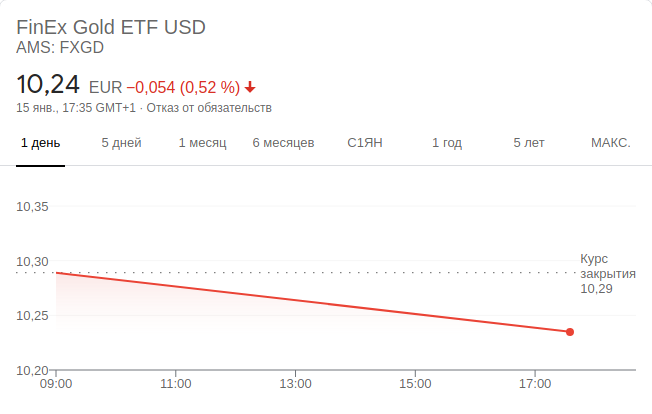 FinEx Gold ETF USD
AMS: FXGD
10,24 EUR −0,054 (0,52 %)
15 янв., 17:35 GMT+1 · Отказ от обязательств
1 день 5 дней 1 месяц 6 месяцев С1ЯН 1 год 5 лет МАКС.
10,35
10,30
10,25
10,20
Курс
закрытия
10,29
09:00 11:00 13:00 15:00 17:00